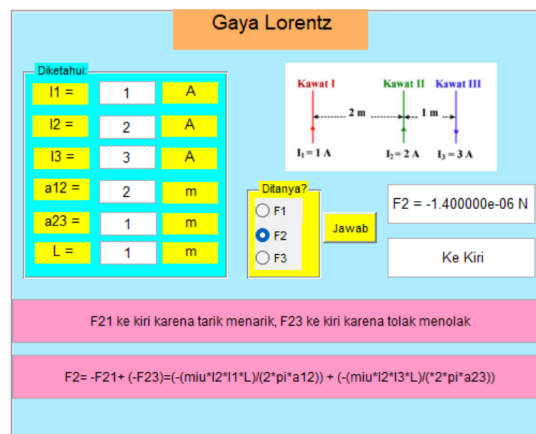 Gaya Lorentz
Diketahui:
I1 = 1 A
I2 = 2 A
I3 = 3 A
a12 = 2 m
a23 = 1 m
L = 1 m
Kawat I Kawat II Kawat III
2 m 1 m
I₁ = 1 A I₂ = 2 A I₃ = 3 A
Ditanya?
F1
F2
F3
Jawab
F2 = -1.400000e-06 N
Ke Kiri
F21 ke kiri karena tarik menarik, F23 ke kiri karena tolak menolak
F2= -F21+ (-F23)=(-(miu*I2*I1*L)/(2*pi*a12)) + (-(miu*I2*I3*L)/(*2*pi*a23))